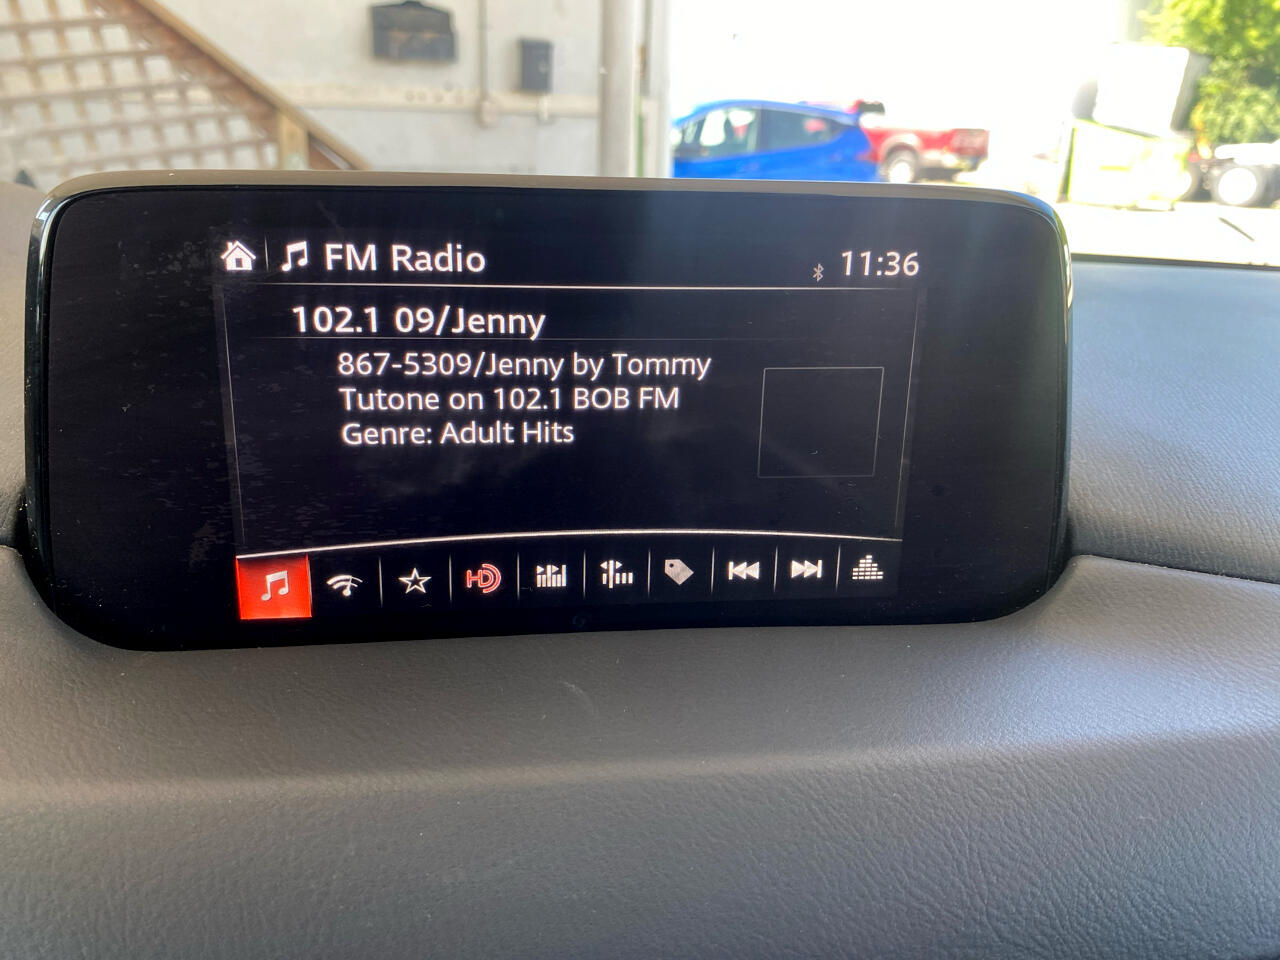 FM Radio
11:36
102.1 09/Jenny
867-5309/Jenny by Tommy
Tutone on 102.1 BOB FM
Genre: Adult Hits
HD